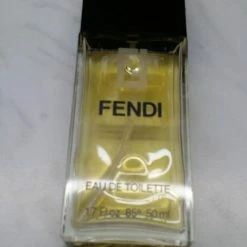 FENDI
EAU DE TOILETTE
1.7 fl oz 85° 50 ml